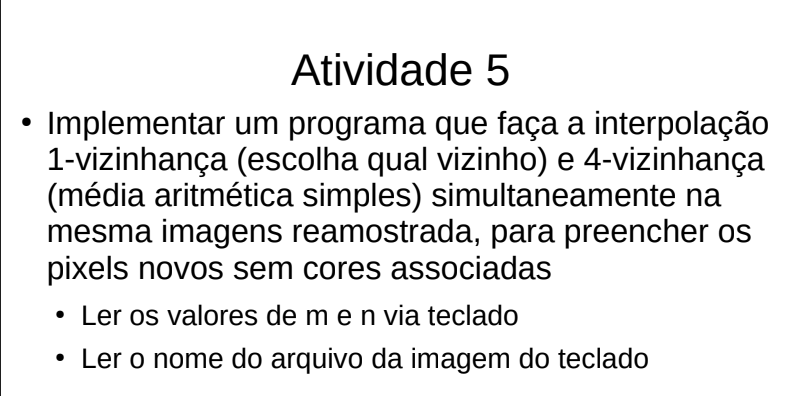 Atividade 5
• Implementar um programa que faça a interpolação
1-vizinhança (escolha qual vizinho) e 4-vizinhança
(média aritmética simples) simultaneamente na
mesma imagens reamostrada, para preencher os
pixels novos sem cores associadas
• Ler os valores de m e n via teclado
• Ler o nome do arquivo da imagem do teclado